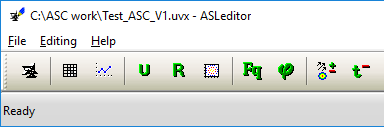 C:\ASC work\Test_ASC_V1.uvx - ASLeditor
File Editing Help
U R Fq φ t
Ready